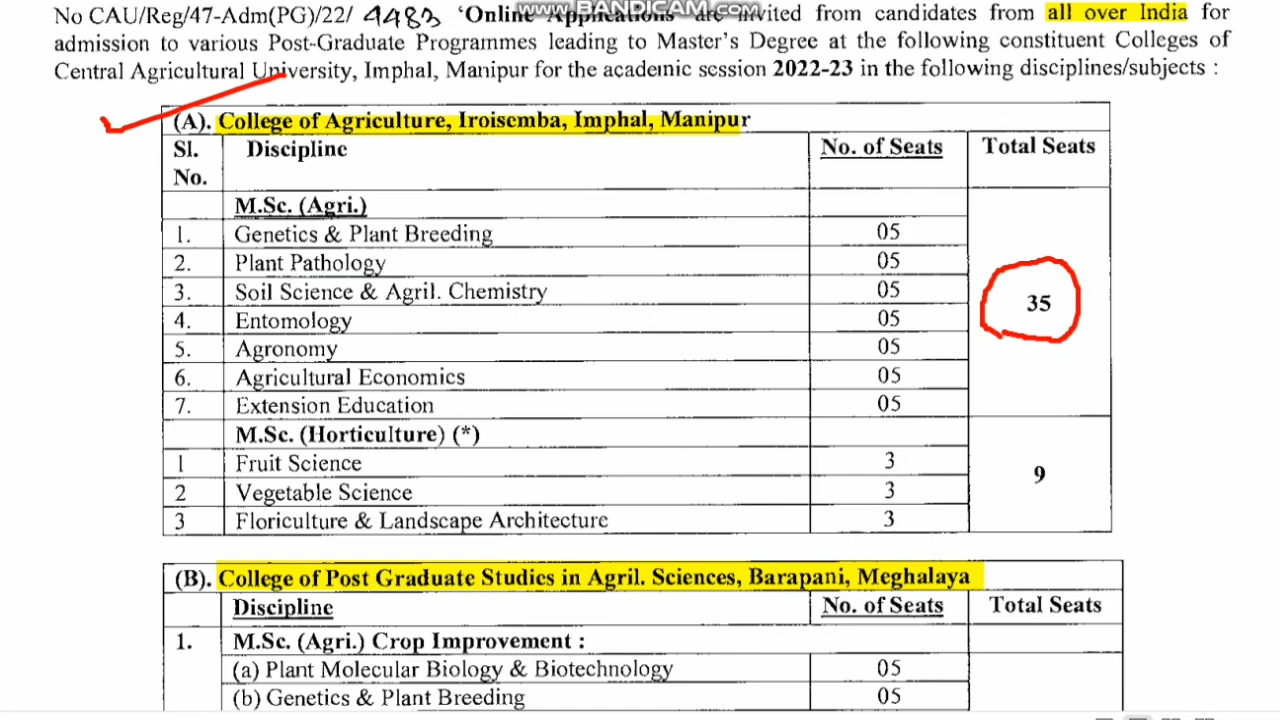 www.BANDICAM.com
No CAU/Reg/47-Adm(PG)/22/ 4483 'Online Applications' are invited from candidates from all over India for
admission to various Post-Graduate Programmes leading to Master's Degree at the following constituent Colleges of
Central Agricultural University, Imphal, Manipur for the academic session 2022-23 in the following disciplines/subjects :
(A). College of Agriculture, Iroisemba, Imphal, Manipur
Sl. No. Discipline No. of Seats Total Seats
M.Sc. (Agri.)
1. Genetics & Plant Breeding 05
2. Plant Pathology 05
3. Soil Science & Agril. Chemistry 05
35
4. Entomology 05
5. Agronomy 05
6. Agricultural Economics 05
7. Extension Education 05
M.Sc. (Horticulture) (*)
1 Fruit Science 3
9
2 Vegetable Science 3
3 Floriculture & Landscape Architecture 3
(B). College of Post Graduate Studies in Agril. Sciences, Barapani, Meghalaya
Discipline No. of Seats Total Seats
1. M.Sc. (Agri.) Crop Improvement :
(a) Plant Molecular Biology & Biotechnology 05
(b) Genetics & Plant Breeding 05